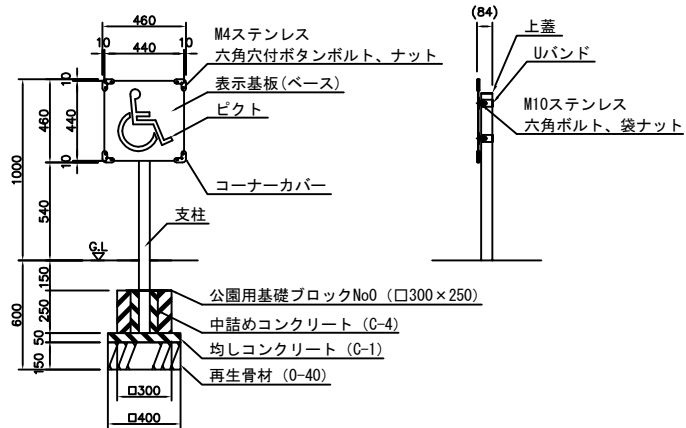 460
10
440
10
M4ステンレス
六角穴付ボタンボルト、ナット
表示基板(ベース)
ピクト
コーナーカバー
支柱
10
460
440
10
1000
540
G.L
600
150
250
50
150
公園用基礎ブロックNo0（□300×250）
中詰めコンクリート（C-4）
均しコンクリート（C-1）
再生骨材（0-40）
□300
□400
(84)
上蓋
Uバンド
M10ステンレス
六角ボルト、袋ナット